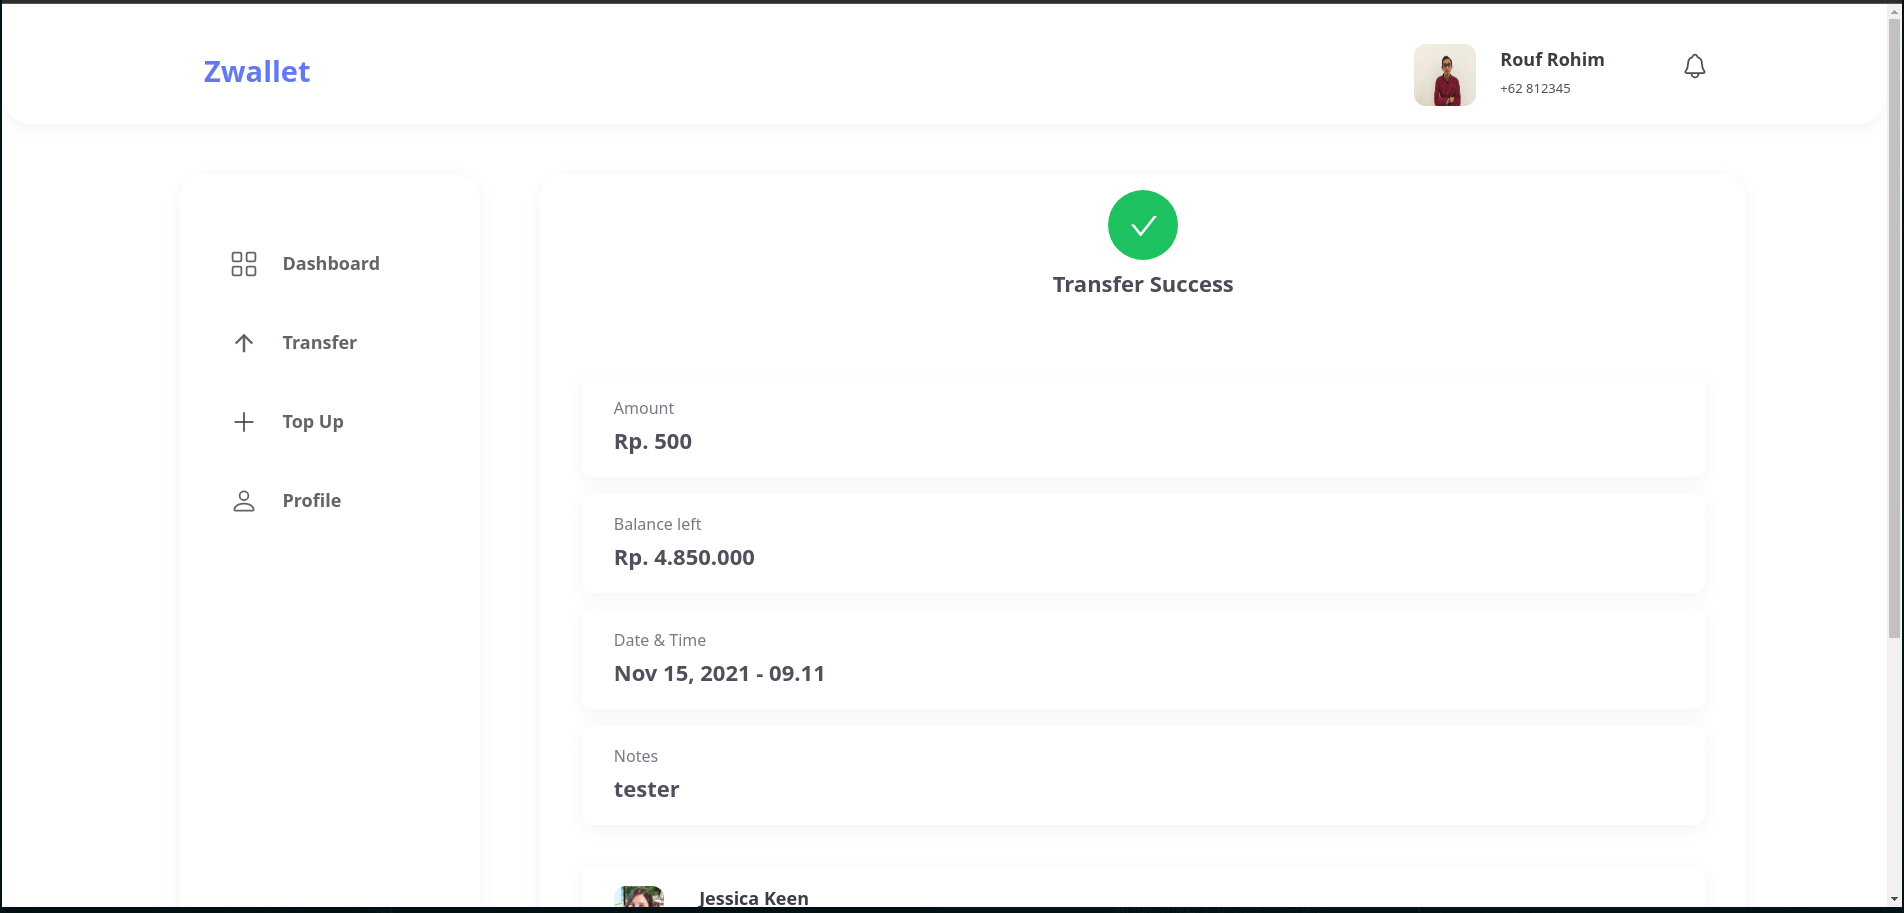 Zwallet
Rouf Rohim
+62 812345
Dashboard
Transfer
Top Up
Profile
Transfer Success
Amount
Rp. 500
Balance left
Rp. 4.850.000
Date & Time
Nov 15, 2021 - 09.11
Notes
tester
Jessica Keen